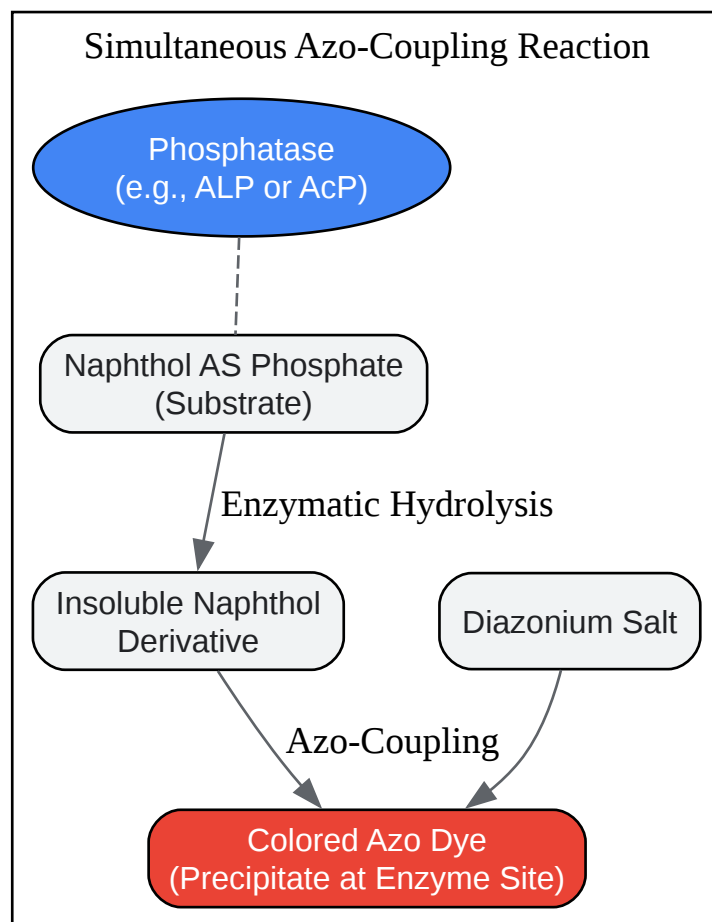 Simultaneous Azo-Coupling Reaction
Phosphatase
(e.g., ALP or AcP)
Naphthol AS Phosphate
(Substrate)
Enzymatic Hydrolysis
Insoluble Naphthol
Derivative
Diazonium Salt
Azo-Coupling
Colored Azo Dye
(Precipitate at Enzyme Site)